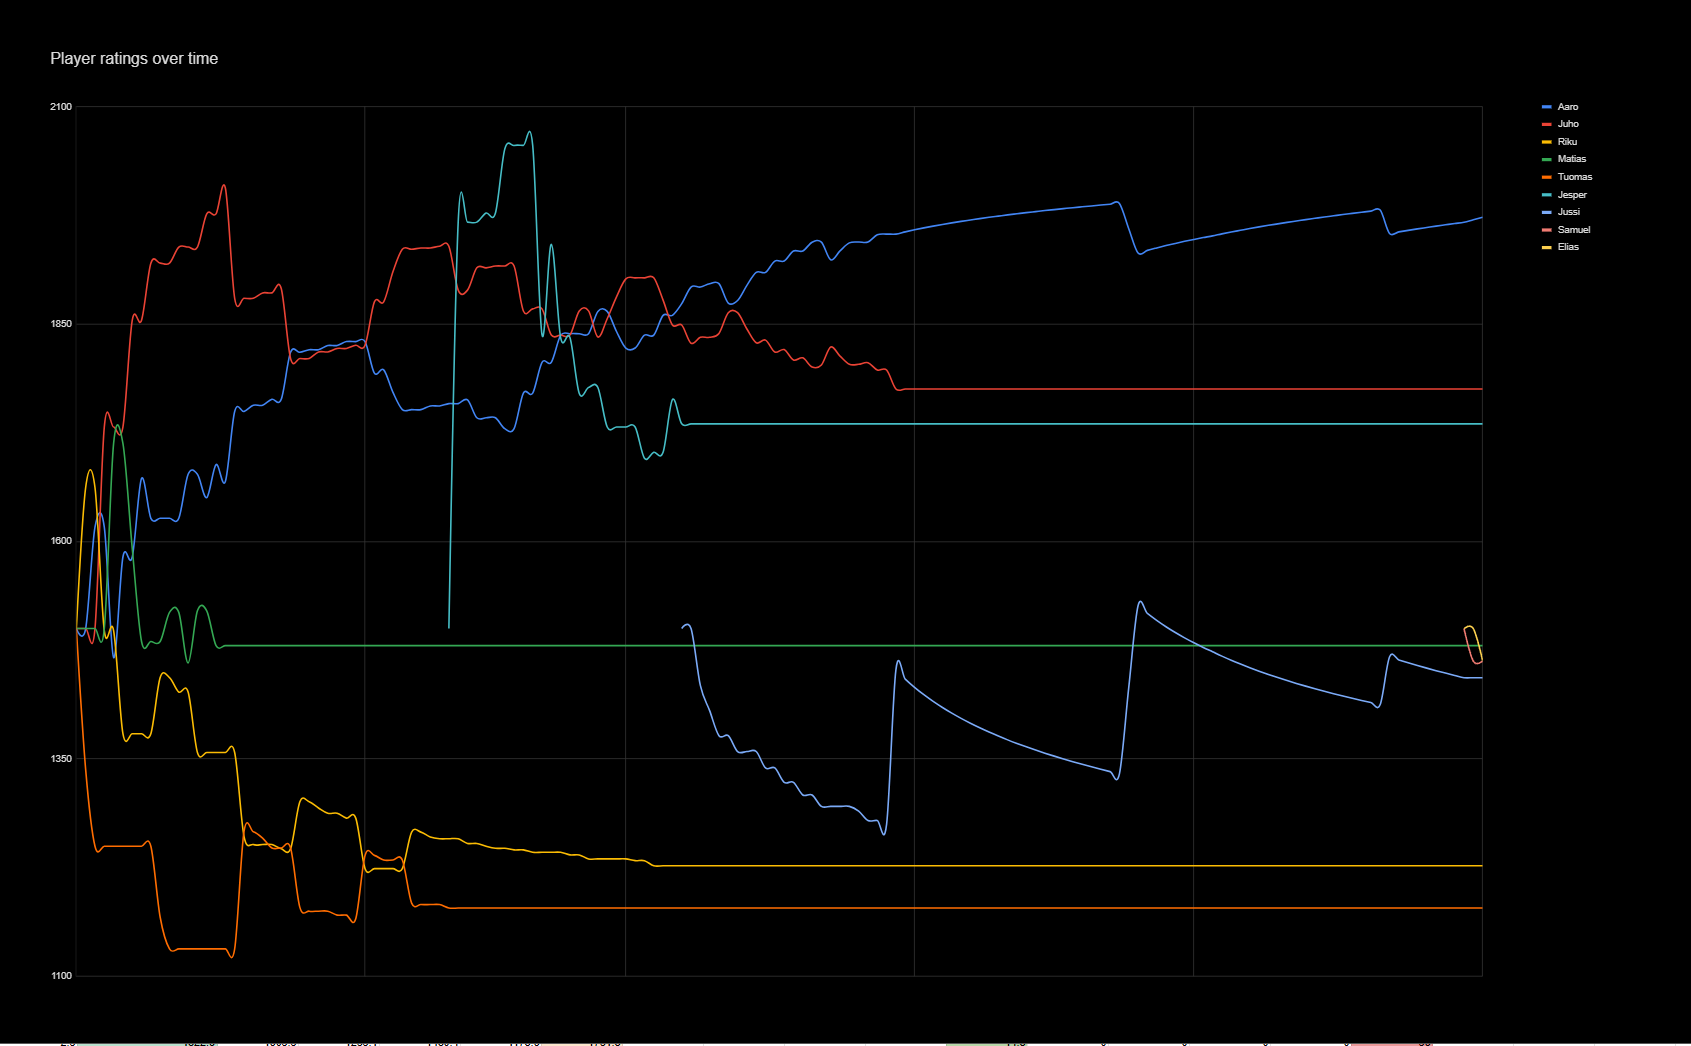 Player ratings over time
2100
1850
1600
1350
1100
Aaro
Juho
Riku
Matias
Tuomas
Jesper
Jussi
Samuel
Elias